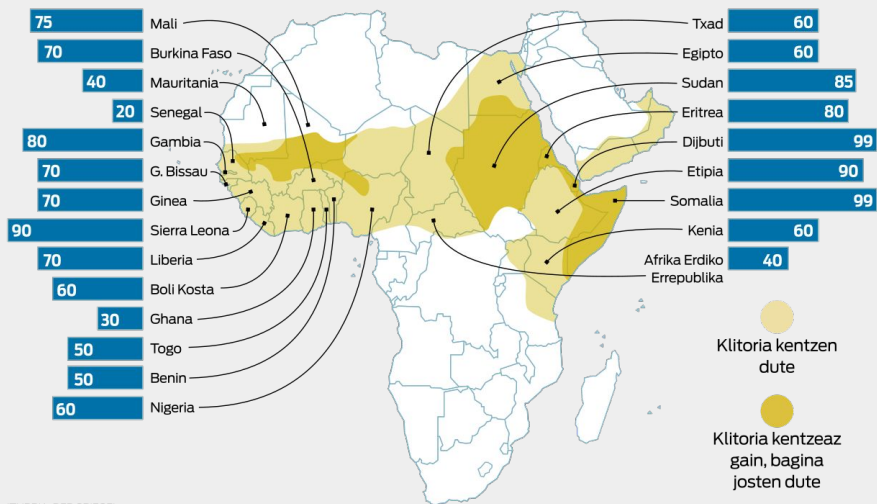 75 Mali
70 Burkina Faso
40 Mauritania
20 Senegal
80 Gambia
70 G. Bissau
70 Ginea
90 Sierra Leona
70 Liberia
60 Boli Kosta
30 Ghana
50 Togo
50 Benin
60 Nigeria
Txad 60
Egipto 60
Sudan 85
Eritrea 80
Dijbuti 99
Etipia 90
Somalia 99
Kenia 60
Afrika Erdiko 40
Errepublika
Klitoria kentzen
dute
Klitoria kentzeaz
gain, bagina
josten dute